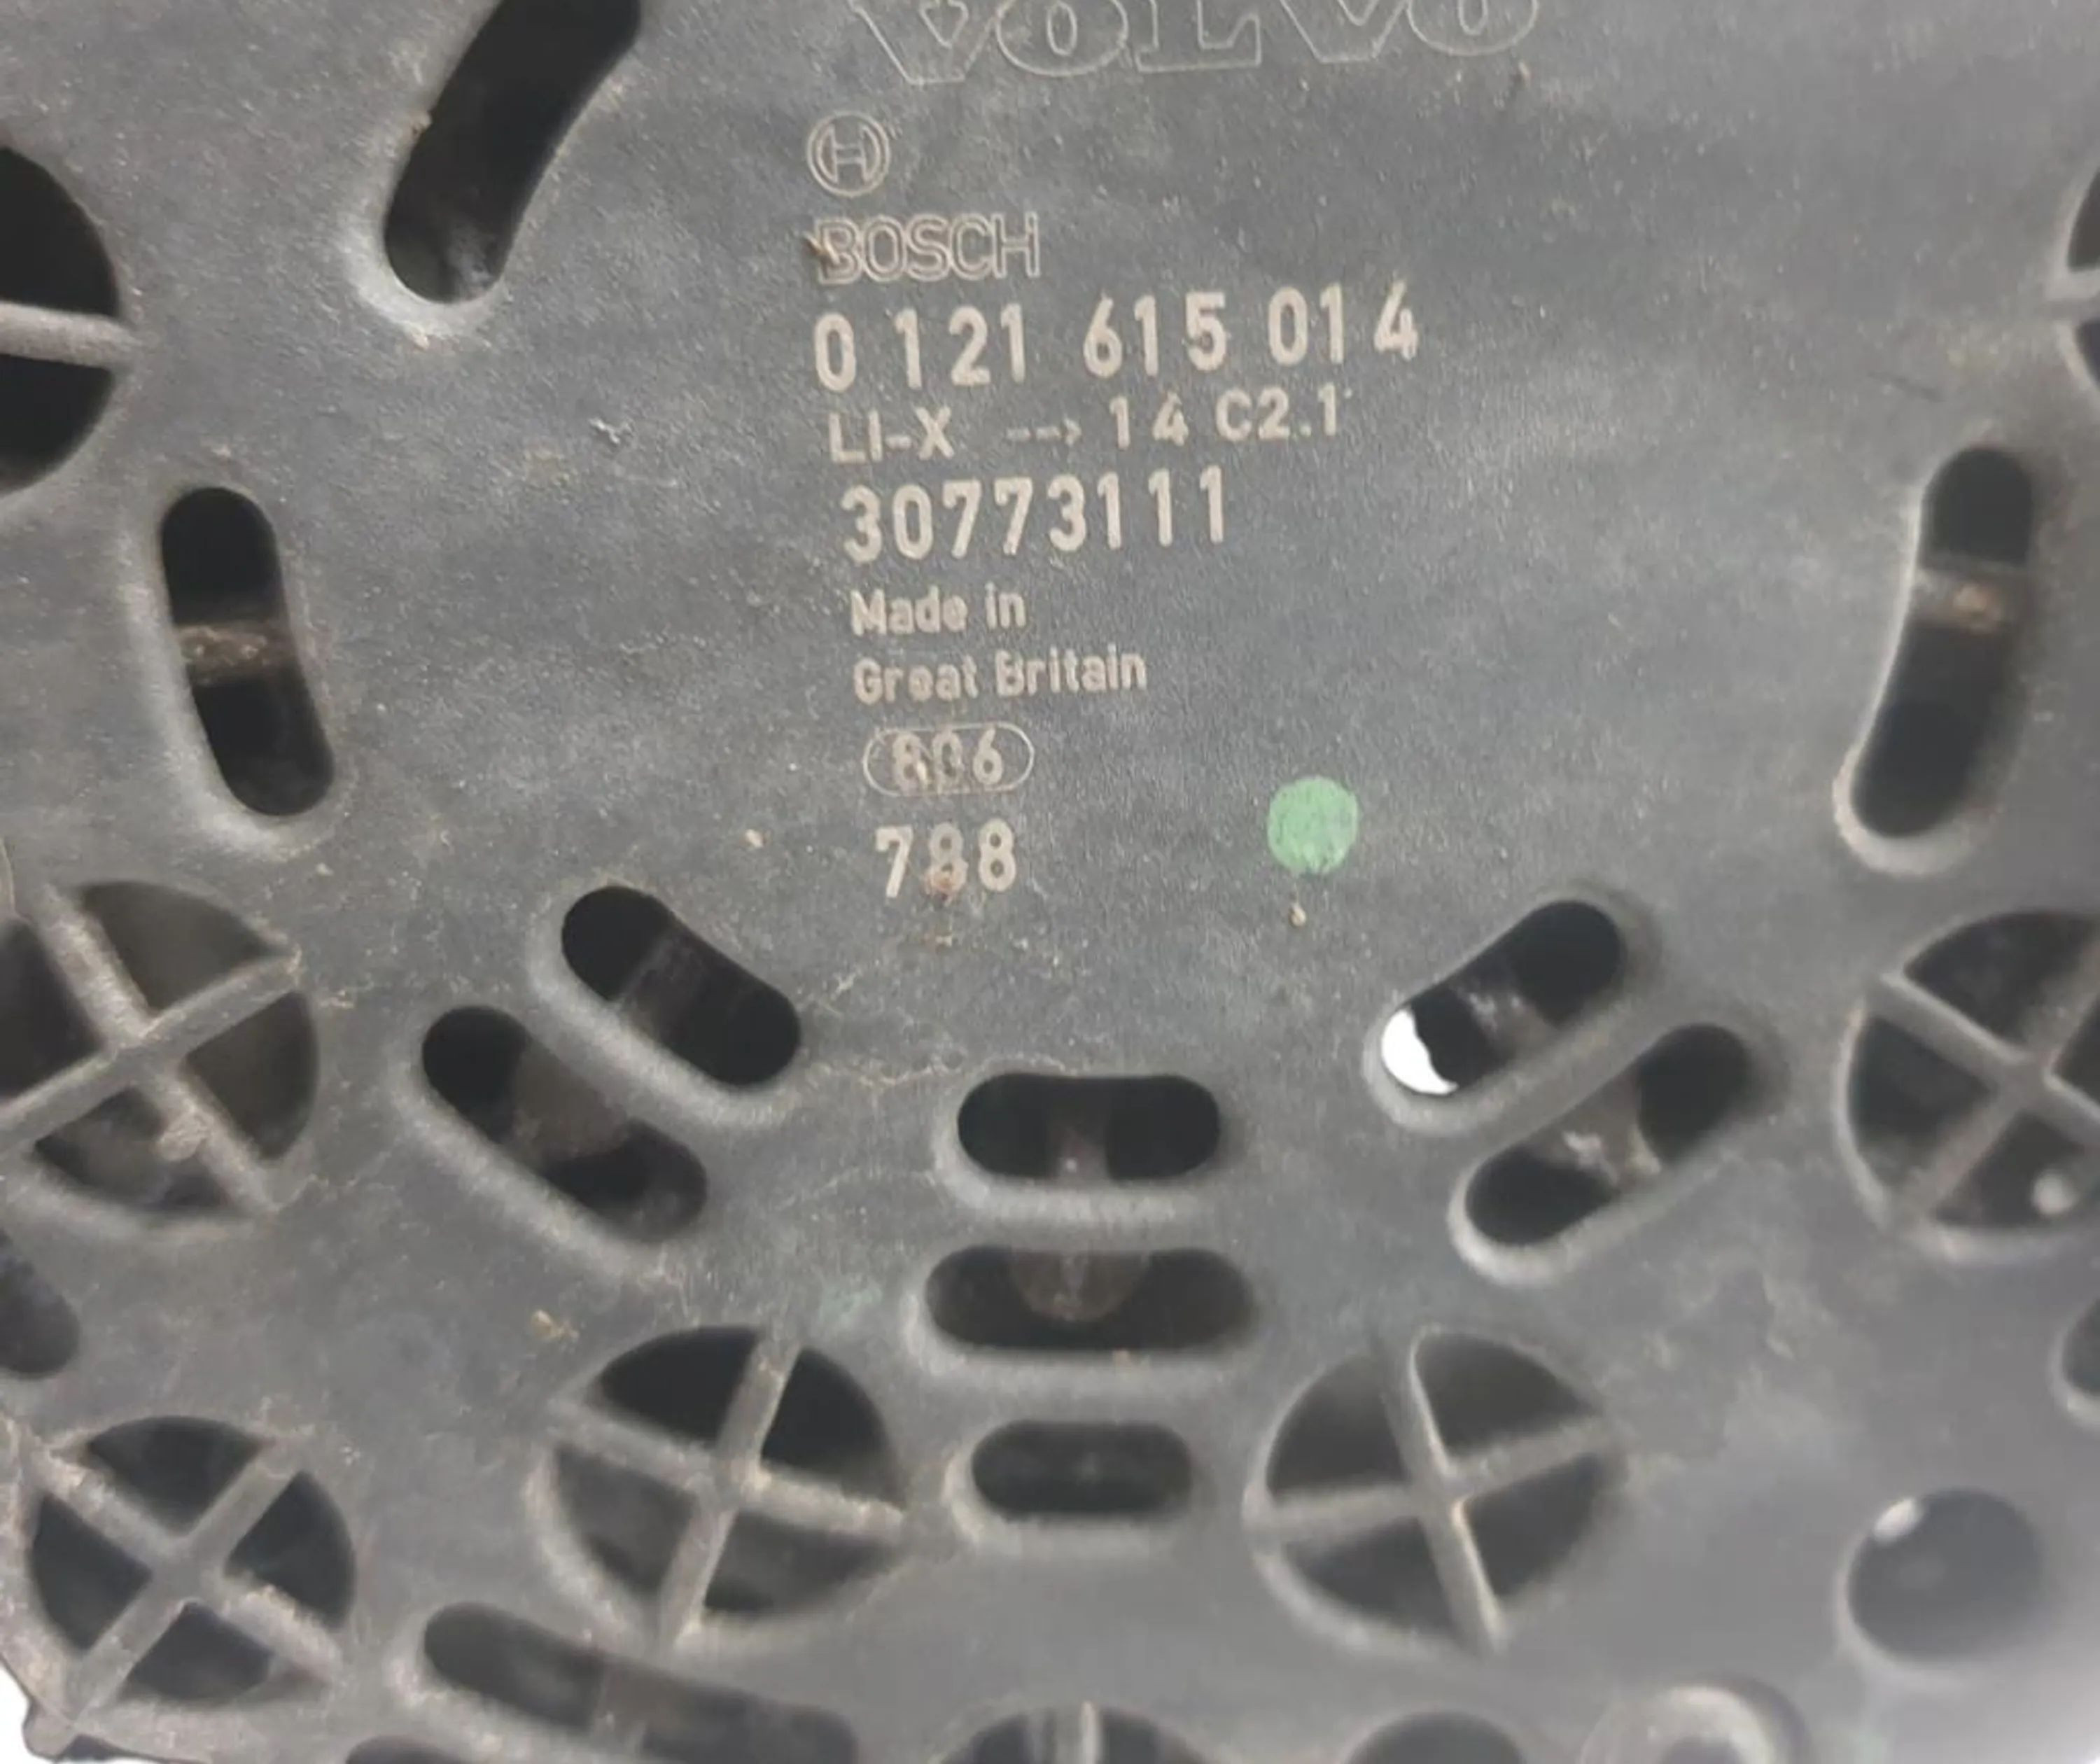 VOLVO
BOSCH
0 121 615 014
LI-X --> 14 C2.1
30773111
Made in
Great Britain
806
788